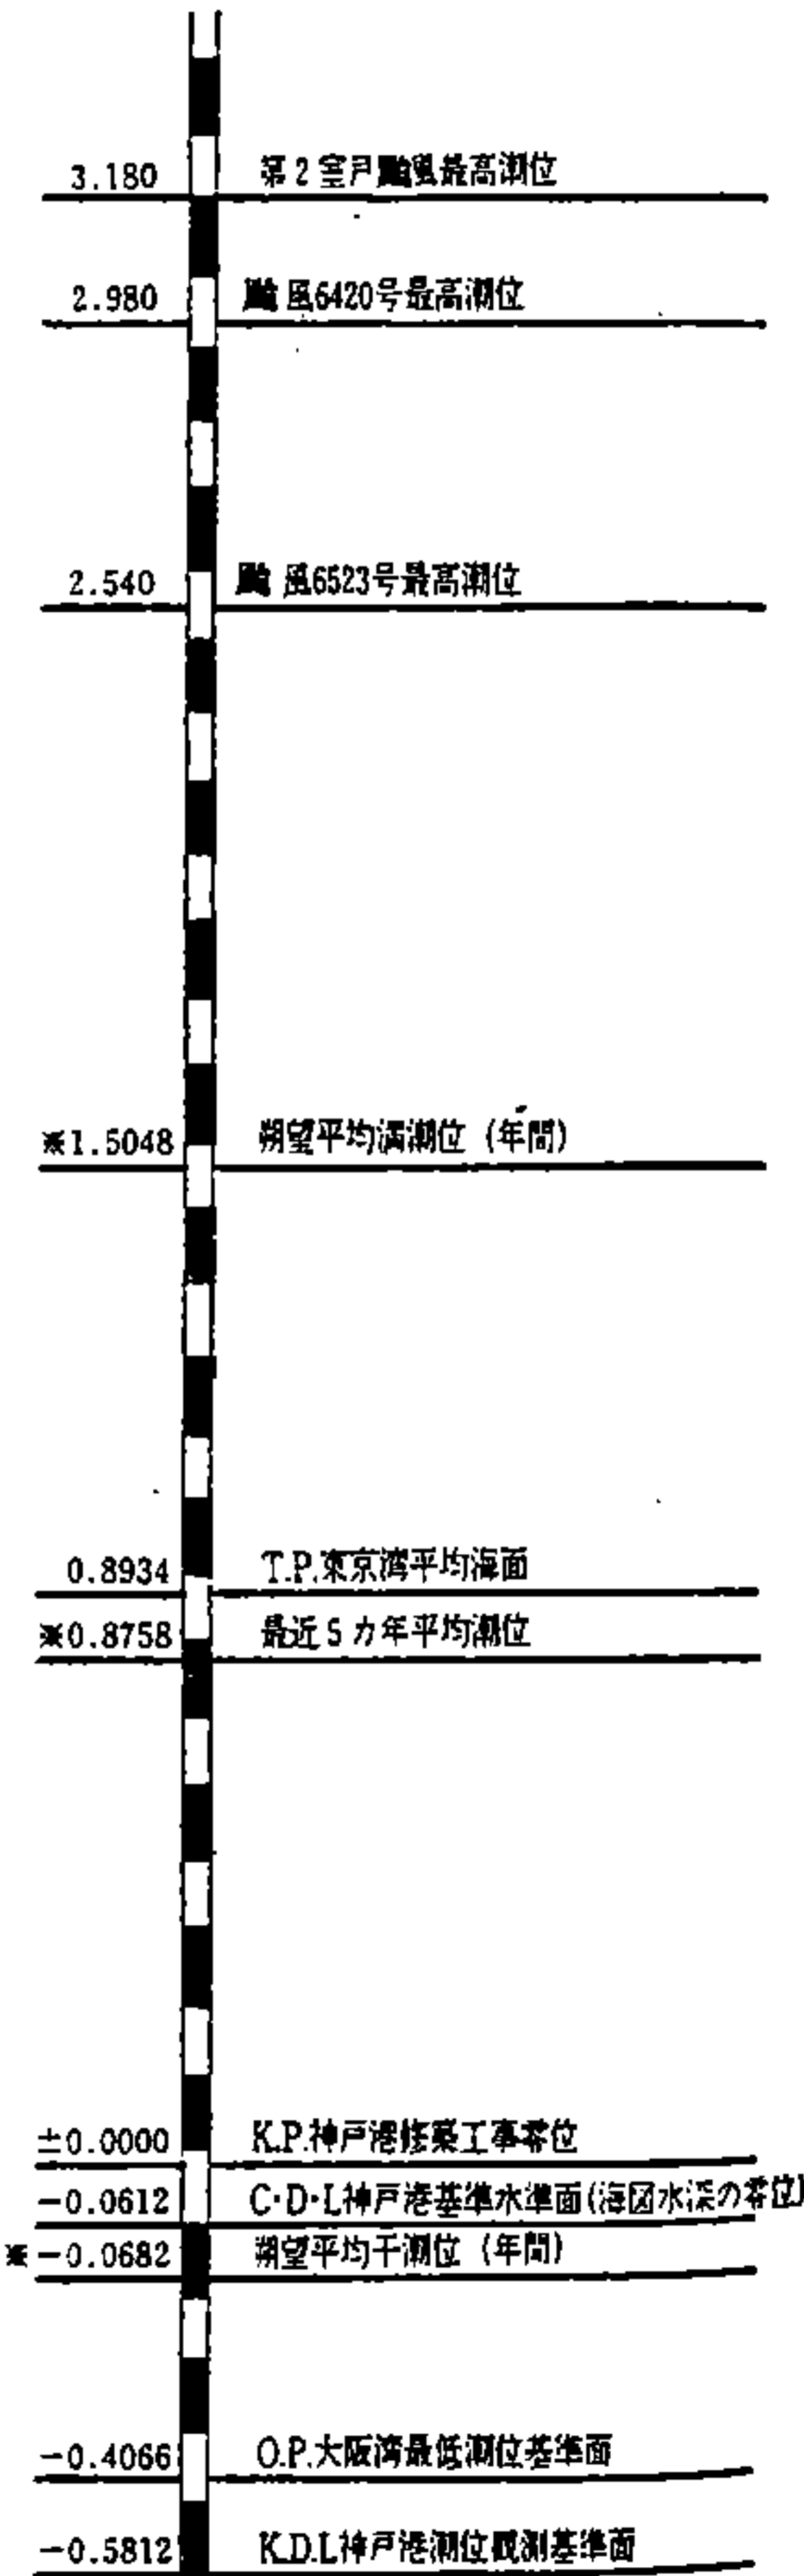 3.180 第2室戸颱風最高潮位
2.980 颱風6420号最高潮位
2.540 颱風6523号最高潮位
※1.5048 朔望平均満潮位(年間)
0.8934 T.P.東京湾平均海面
※0.8758 最近5カ年平均潮位
±0.0000 K.P.神戸港修築工事零位
-0.0612 C・D・L神戸港基準水準面(海図水深の零位)
※-0.0682 朔望平均干潮位(年間)
-0.4066 O.P.大阪湾最低潮位基準面
-0.5812 K.D.L神戸港潮位観測基準面